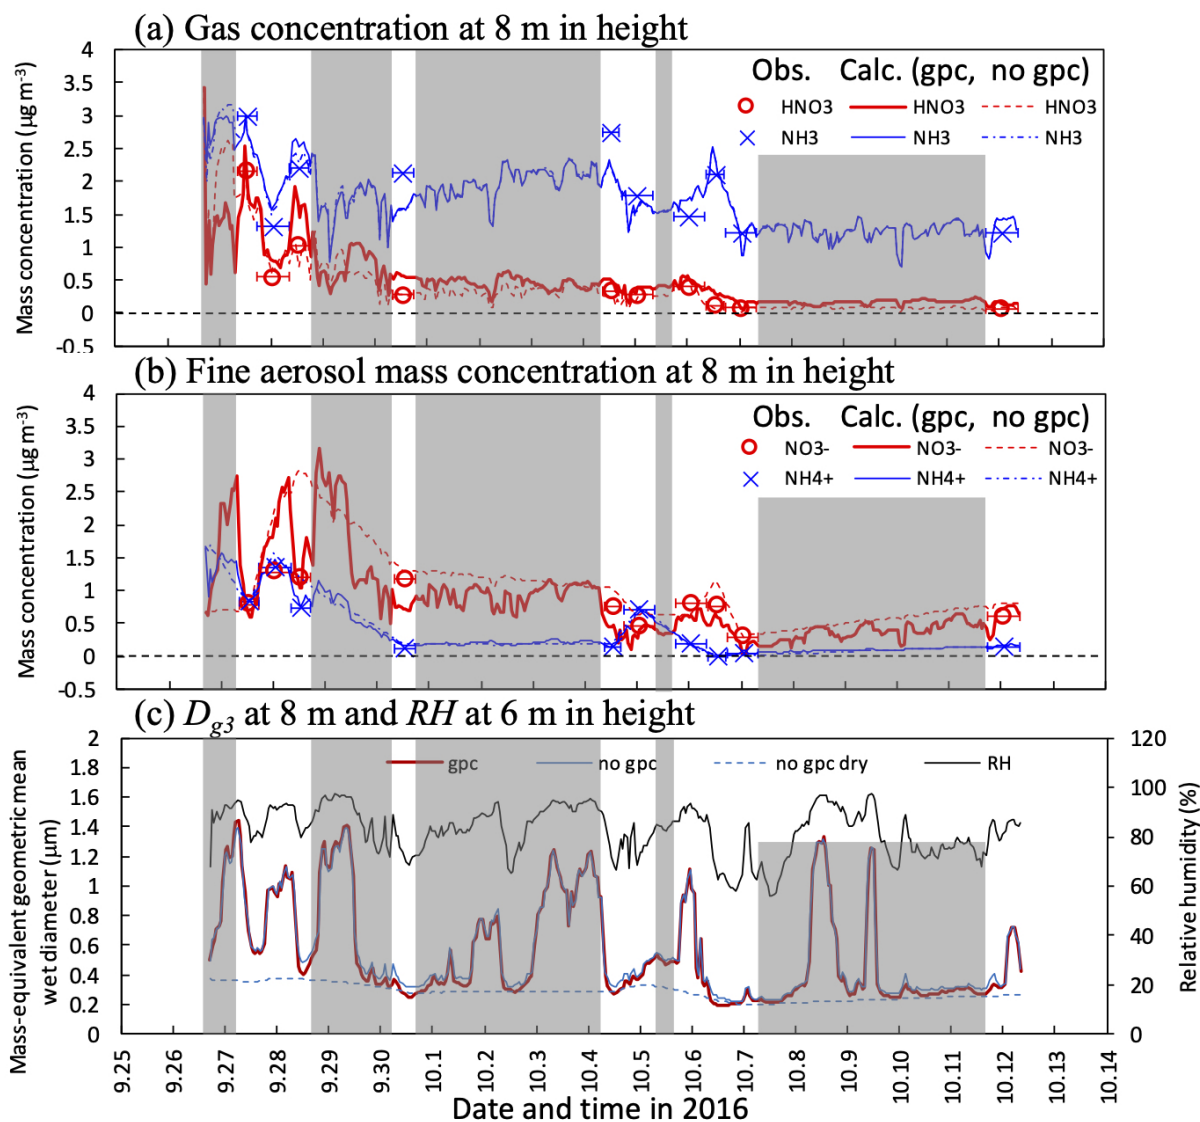 (a) Gas concentration at 8 m in height
Mass concentration (μg m-3)
4
3.5
3
2.5
2
1.5
1
0.5
0
-0.5
Obs. Calc. (gpc, no gpc)
HNO3 HNO3 HNO3
NH3 NH3 NH3
(b) Fine aerosol mass concentration at 8 m in height
Mass concentration (μg m-3)
4
3.5
3
2.5
2
1.5
1
0.5
0
-0.5
Obs. Calc. (gpc, no gpc)
NO3- NO3- NO3-
NH4+ NH4+ NH4+
(c) Dg3 at 8 m and RH at 6 m in height
Mass-equivalent geometric mean
wet diameter (μm)
2
1.8
1.6
1.4
1.2
1
0.8
0.6
0.4
0.2
0
gpc no gpc no gpc dry RH
120
100
80
60
40
20
0
Relative humidity (%)
9.25 9.26 9.27 9.28 9.29 9.30 10.1 10.2 10.3 10.4 10.5 10.6 10.7 10.8 10.9 10.10 10.11 10.12 10.13 10.14
Date and time in 2016